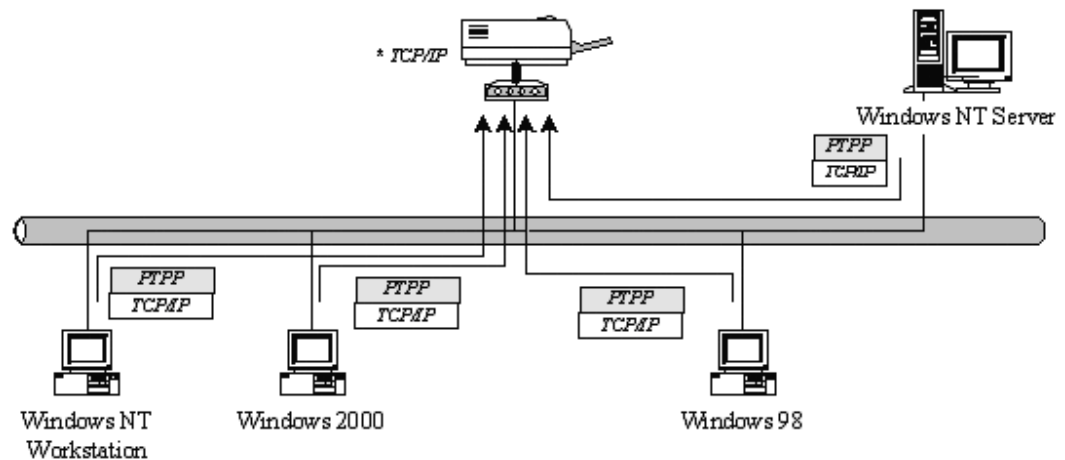 * TCP/IP
Windows NT Server
PTPP
TCP/IP
PTPP
TCP/IP
PTPP
TCP/IP
PTPP
TCP/IP
Windows NT
Workstation
Windows 2000
Windows 98